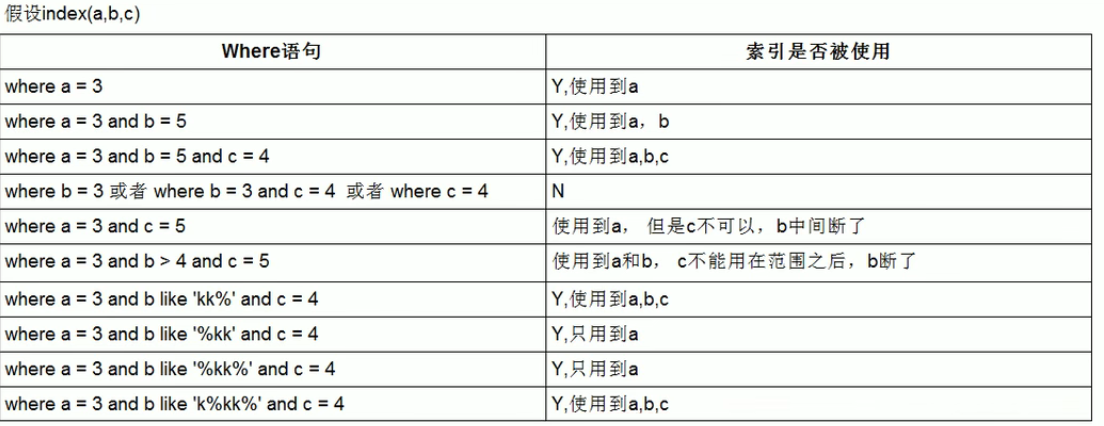 假设index(a,b,c)
Where语句 索引是否被使用
where a = 3 Y,使用到a
where a = 3 and b = 5 Y,使用到a，b
where a = 3 and b = 5 and c = 4 Y,使用到a,b,c
where b = 3 或者 where b = 3 and c = 4 或者 where c = 4 N
where a = 3 and c = 5 使用到a， 但是c不可以，b中间断了
where a = 3 and b > 4 and c = 5 使用到a和b， c不能用在范围之后，b断了
where a = 3 and b like 'kk%' and c = 4 Y,使用到a,b,c
where a = 3 and b like '%kk' and c = 4 Y,只用到a
where a = 3 and b like '%kk%' and c = 4 Y,只用到a
where a = 3 and b like 'k%kk%' and c = 4 Y,使用到a,b,c